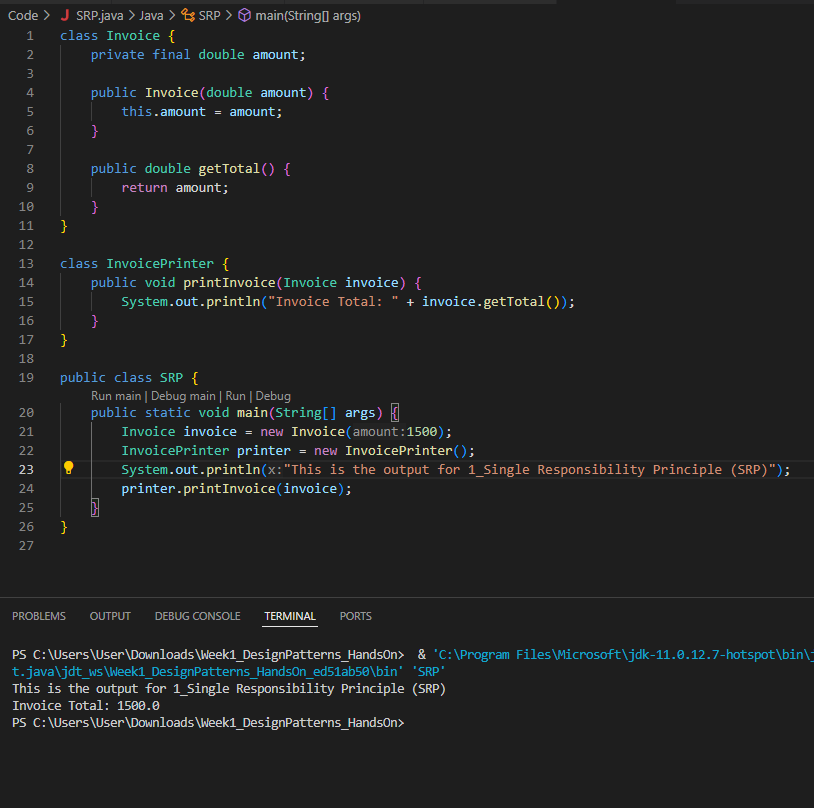 Code > SRP.java > Java > SRP > main(String[] args)
1 class Invoice {
2     private final double amount;
3
4     public Invoice(double amount) {
5         this.amount = amount;
6     }
7
8     public double getTotal() {
9         return amount;
10     }
11 }
12
13 class InvoicePrinter {
14     public void printInvoice(Invoice invoice) {
15         System.out.println("Invoice Total: " + invoice.getTotal());
16     }
17 }
18
19 public class SRP {
Run main | Debug main | Run | Debug
20     public static void main(String[] args) {
21         Invoice invoice = new Invoice(amount:1500);
22         InvoicePrinter printer = new InvoicePrinter();
23         System.out.println(x:"This is the output for 1_Single Responsibility Principle (SRP)");
24         printer.printInvoice(invoice);
25     }
26 }
27
PROBLEMS OUTPUT DEBUG CONSOLE TERMINAL PORTS
PS C:\Users\User\Downloads\Week1_DesignPatterns_HandsOn>  & 'C:\Program Files\Microsoft\jdk-11.0.12.7-hotspot\bin\j
t.java\jdt_ws\Week1_DesignPatterns_HandsOn_ed51ab50\bin' 'SRP'
This is the output for 1_Single Responsibility Principle (SRP)
Invoice Total: 1500.0
PS C:\Users\User\Downloads\Week1_DesignPatterns_HandsOn>